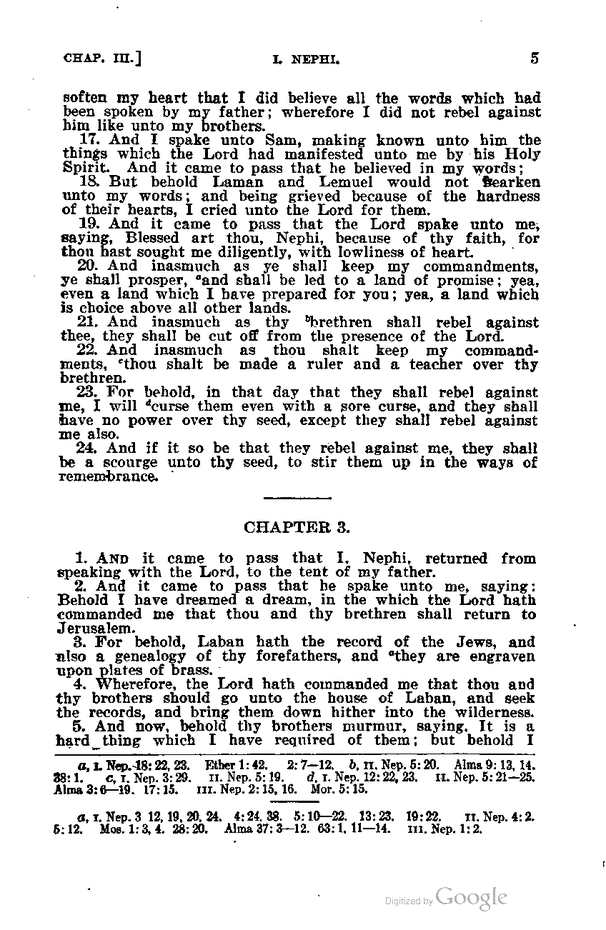 CHAP. III.] I. NEPHI. 5
soften my heart that I did believe all the words which had
been spoken by my father; wherefore I did not rebel against
him like unto my brothers.
17. And I spake unto Sam, making known unto him the
things which the Lord had manifested unto me by his Holy
Spirit. And it came to pass that he believed in my words;
18. But behold Laman and Lemuel would not hearken
unto my words; and being grieved because of the hardness
of their hearts, I cried unto the Lord for them.
19. And it came to pass that the Lord spake unto me,
saying, Blessed art thou, Nephi, because of thy faith, for
thou hast sought me diligently, with lowliness of heart.
20. And inasmuch as ye shall keep my commandments,
ye shall prosper, ᵃand shall be led to a land of promise; yea,
even a land which I have prepared for you; yea, a land which
is choice above all other lands.
21. And inasmuch as thy ᵇbrethren shall rebel against
thee, they shall be cut off from the presence of the Lord.
22. And inasmuch as thou shalt keep my command-
ments, ᶜthou shalt be made a ruler and a teacher over thy
brethren.
23. For behold, in that day that they shall rebel against
me, I will ᵈcurse them even with a sore curse, and they shall
have no power over thy seed, except they shall rebel against
me also.
24. And if it so be that they rebel against me, they shall
be a scourge unto thy seed, to stir them up in the ways of
remembrance.
CHAPTER 3.
1. AND it came to pass that I, Nephi, returned from
speaking with the Lord, to the tent of my father.
2. And it came to pass that he spake unto me, saying:
Behold I have dreamed a dream, in the which the Lord hath
commanded me that thou and thy brethren shall return to
Jerusalem.
3. For behold, Laban hath the record of the Jews, and
also a genealogy of thy forefathers, and ᵃthey are engraven
upon plates of brass.
4. Wherefore, the Lord hath commanded me that thou and
thy brothers should go unto the house of Laban, and seek
the records, and bring them down hither into the wilderness.
5. And now, behold thy brothers murmur, saying. It is a
hard thing which I have required of them; but behold I
a, I. Nep. 18: 22, 23. Ether 1: 42. 2: 7—12. b, II. Nep. 5: 20. Alma 9: 13, 14.
38: 1. c, I. Nep. 3: 29. II. Nep. 5: 19. d, I. Nep. 12: 22, 23. II. Nep. 5: 21—25.
Alma 3: 6—19. 17: 15. III. Nep. 2: 15, 16. Mor. 5: 15.
a, I. Nep. 3 12, 19, 20, 24. 4: 24. 38. 5: 10—22. 13: 23. 19: 22. II. Nep. 4: 2.
5: 12. Mos. 1: 3, 4. 28: 20. Alma 37: 3—12. 63: 1, 11—14. III. Nep. 1: 2.
Digitized by Google